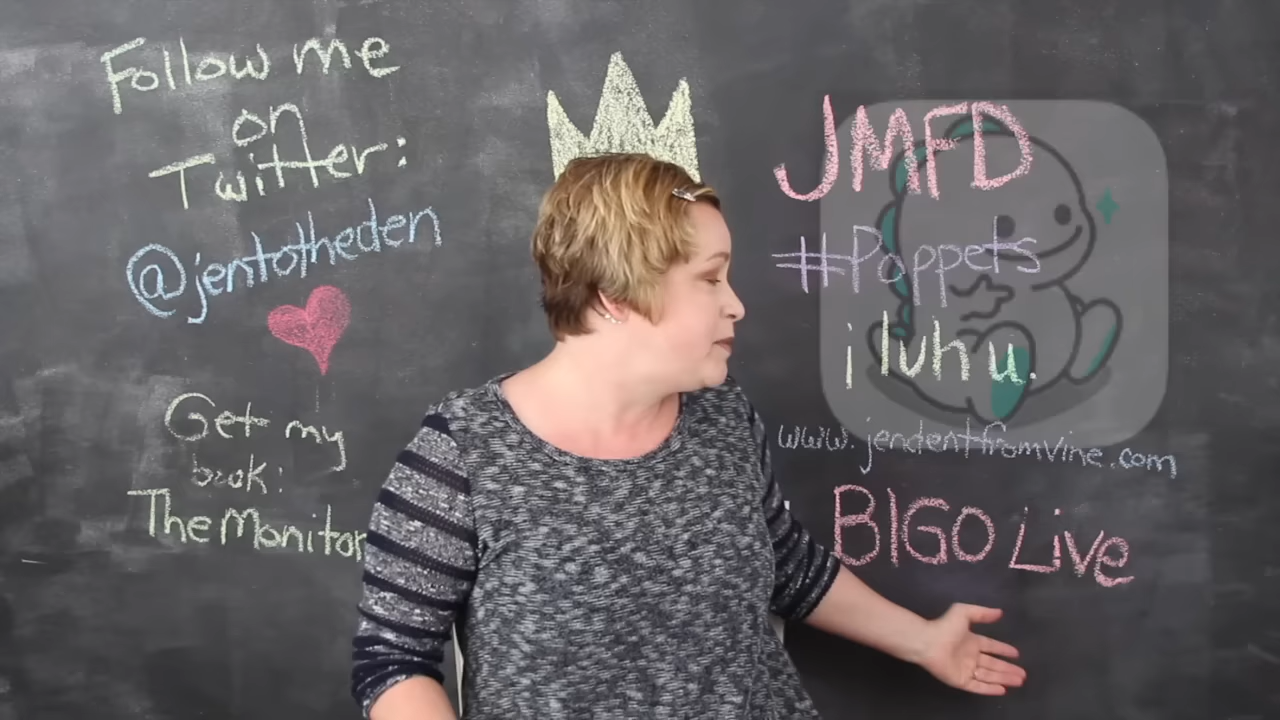 Follow me
on
Twitter:
@jentotheden
Get my
book:
The Monitor
JMFD
#Poppets
i luh u.
www.jendentfromvine.com
BIGO Live